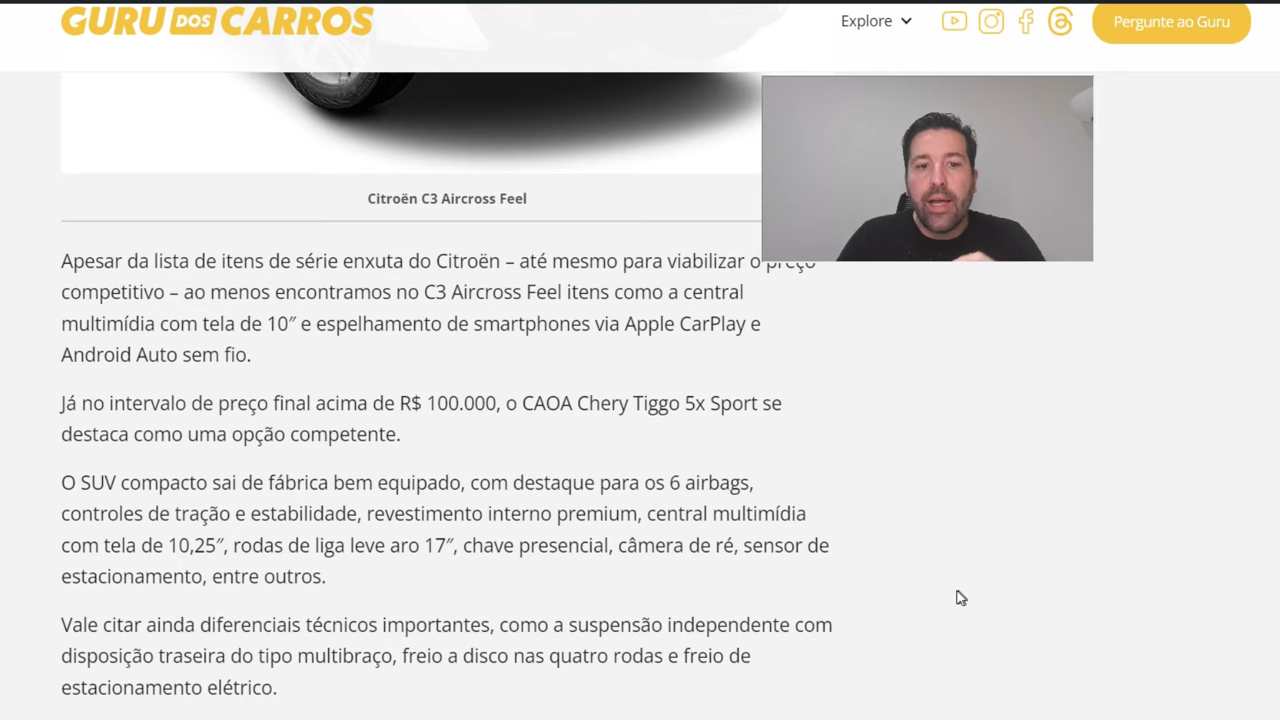 GURU DOS CARROS
Explore
Pergunte ao Guru
Citroën C3 Aircross Feel
Apesar da lista de itens de série enxuta do Citroën – até mesmo para viabilizar o preço
competitivo – ao menos encontramos no C3 Aircross Feel itens como a central
multimídia com tela de 10″ e espelhamento de smartphones via Apple CarPlay e
Android Auto sem fio.
Já no intervalo de preço final acima de R$ 100.000, o CAOA Chery Tiggo 5x Sport se
destaca como uma opção competente.
O SUV compacto sai de fábrica bem equipado, com destaque para os 6 airbags,
controles de tração e estabilidade, revestimento interno premium, central multimídia
com tela de 10,25″, rodas de liga leve aro 17″, chave presencial, câmera de ré, sensor de
estacionamento, entre outros.
Vale citar ainda diferenciais técnicos importantes, como a suspensão independente com
disposição traseira do tipo multibraço, freio a disco nas quatro rodas e freio de
estacionamento elétrico.